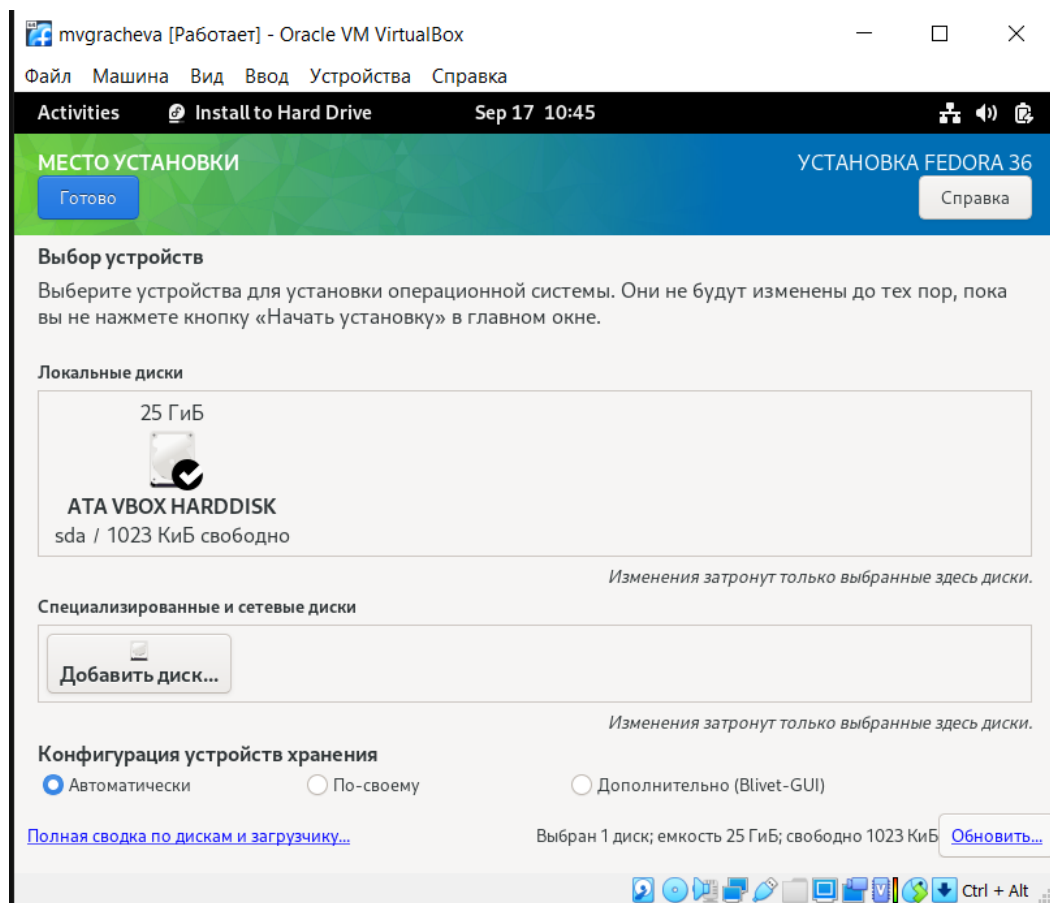 mvgracheva [Работает] - Oracle VM VirtualBox
Файл Машина Вид Ввод Устройства Справка
Activities Install to Hard Drive Sep 17 10:45
МЕСТО УСТАНОВКИ УСТАНОВКА FEDORA 36
Готово Справка
Выбор устройств
Выберите устройства для установки операционной системы. Они не будут изменены до тех пор, пока
вы не нажмете кнопку «Начать установку» в главном окне.
Локальные диски
25 ГиБ
ATA VBOX HARDDISK
sda / 1023 КиБ свободно
Изменения затронут только выбранные здесь диски.
Специализированные и сетевые диски
Добавить диск...
Изменения затронут только выбранные здесь диски.
Конфигурация устройств хранения
Автоматически По-своему Дополнительно (Blivet-GUI)
Полная сводка по дискам и загрузчику... Выбран 1 диск; емкость 25 ГиБ; свободно 1023 КиБ Обновить...
Ctrl + Alt